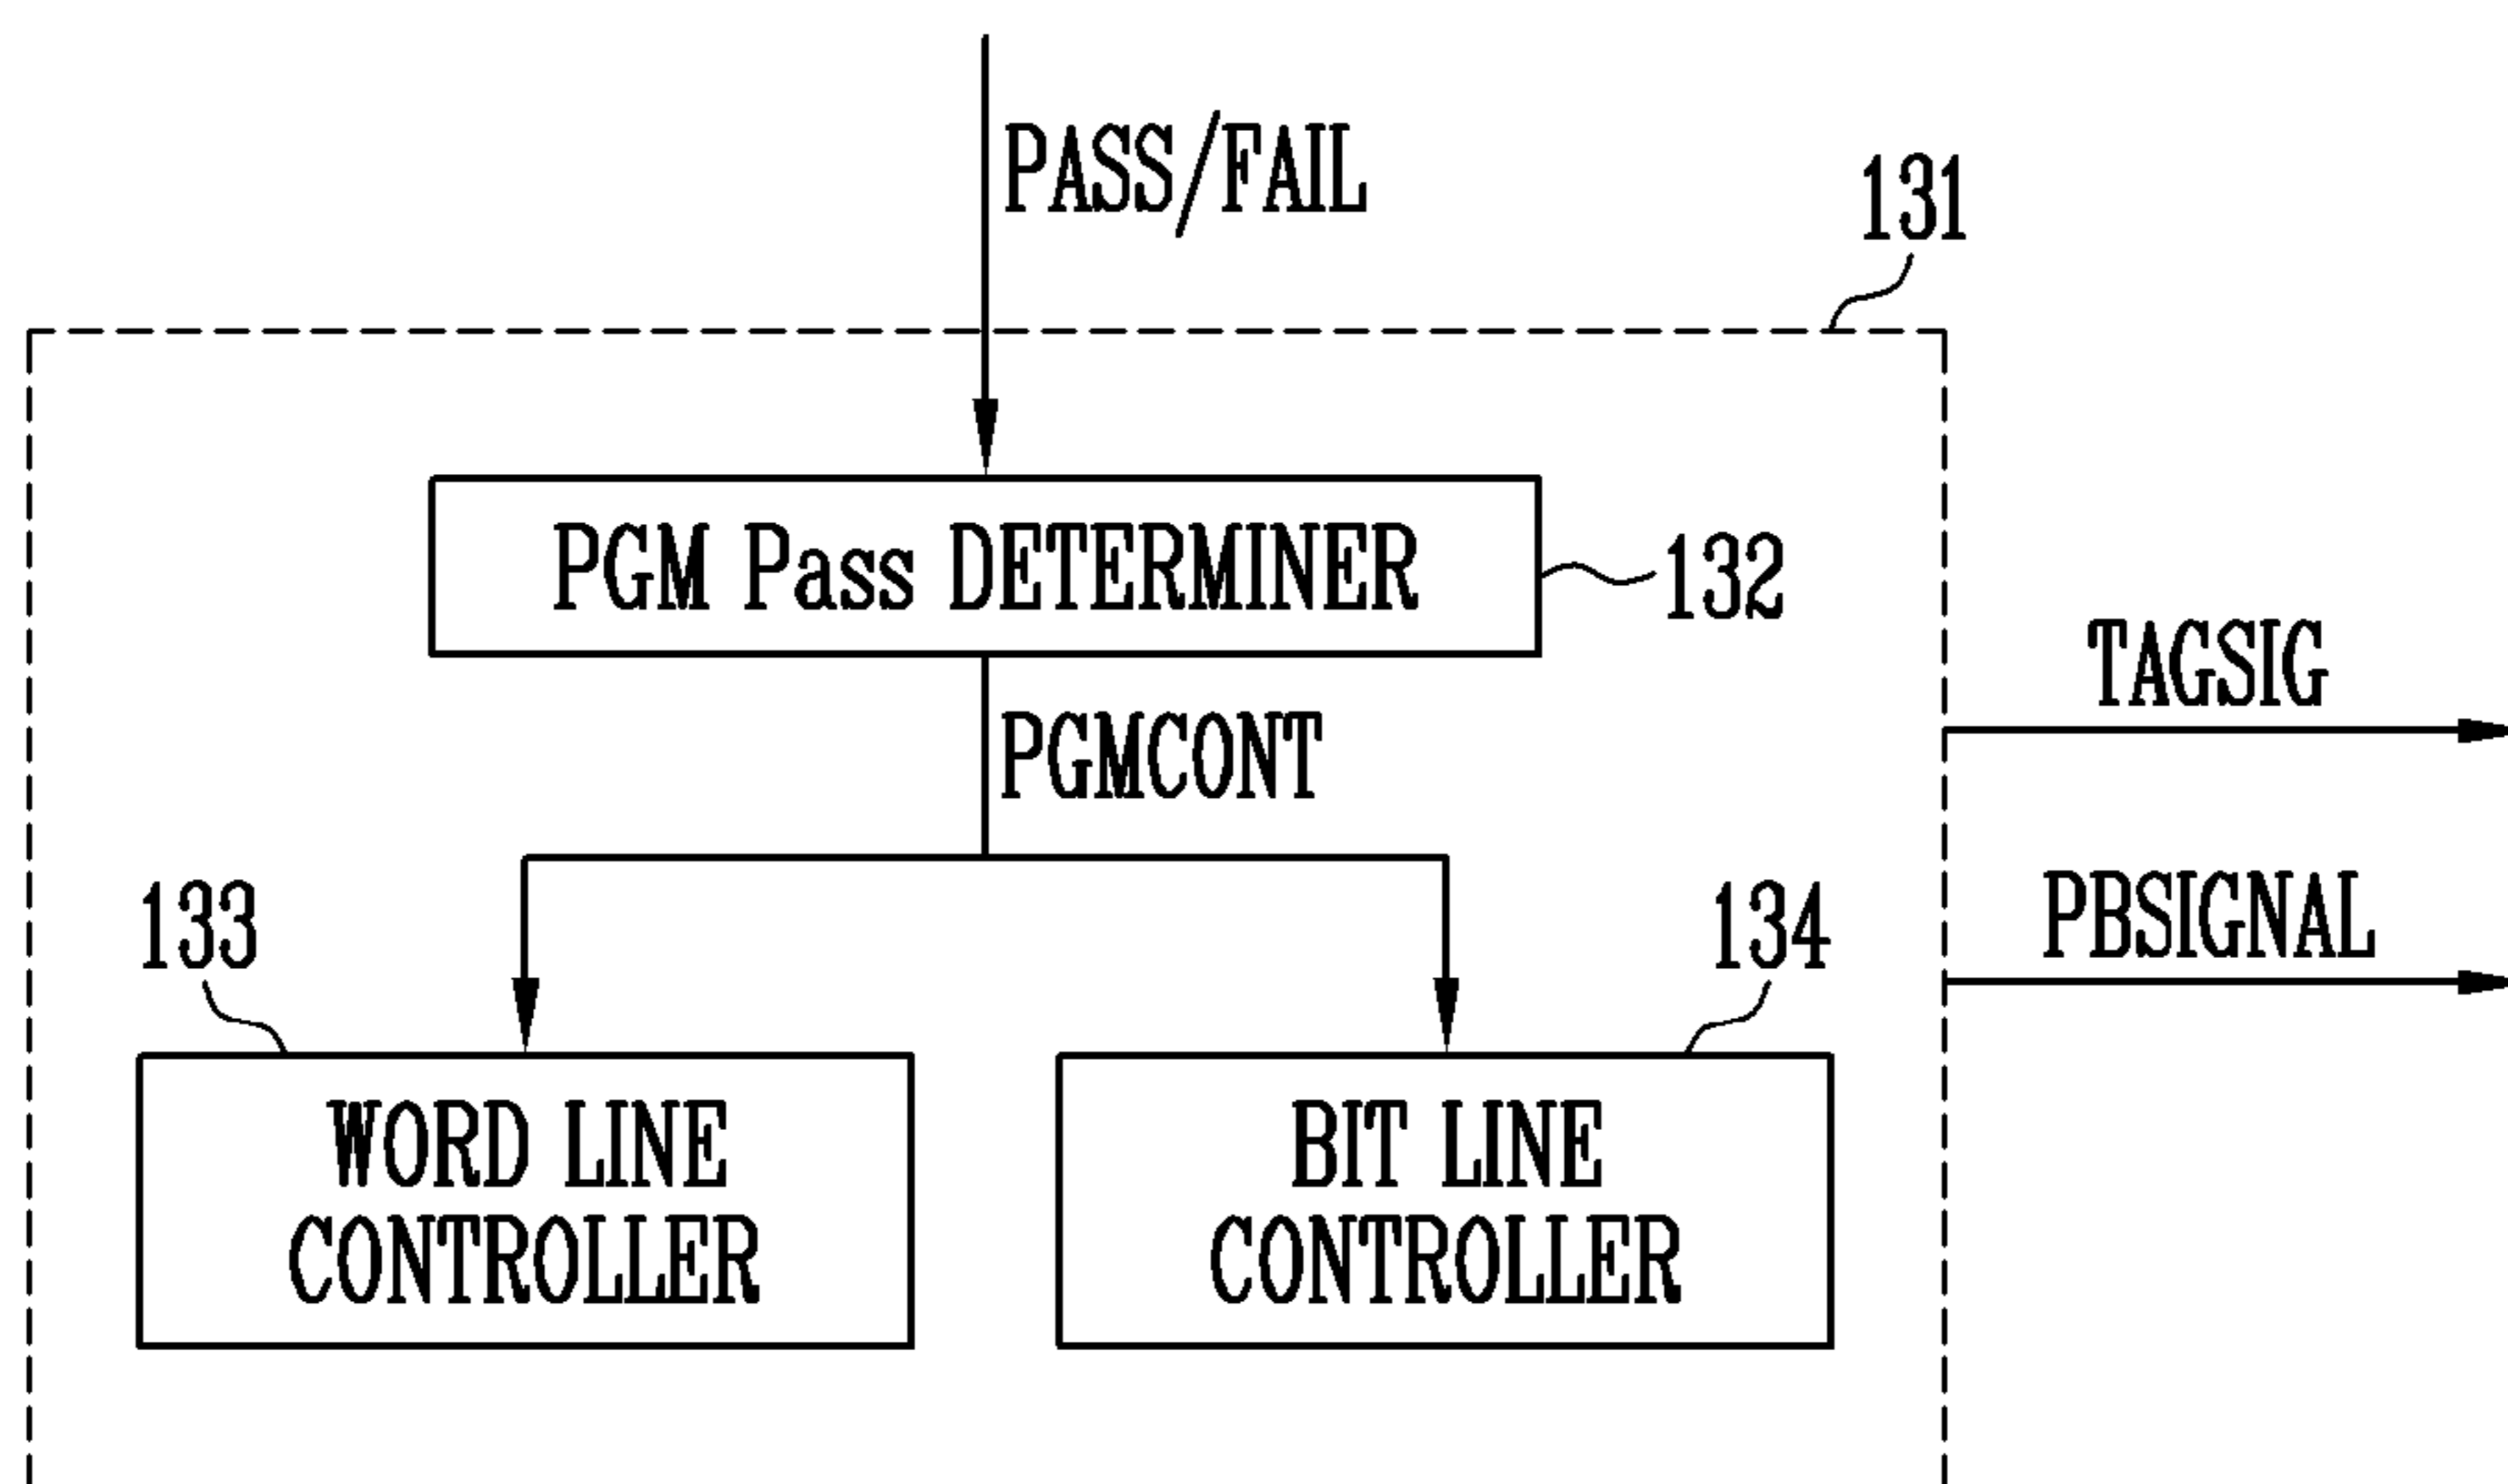 PASS/FAIL
131
PGM Pass DETERMINER
132
TAGSIG
PGMCONT
PBSIGNAL
133
134
WORD LINE
CONTROLLER
BIT LINE
CONTROLLER